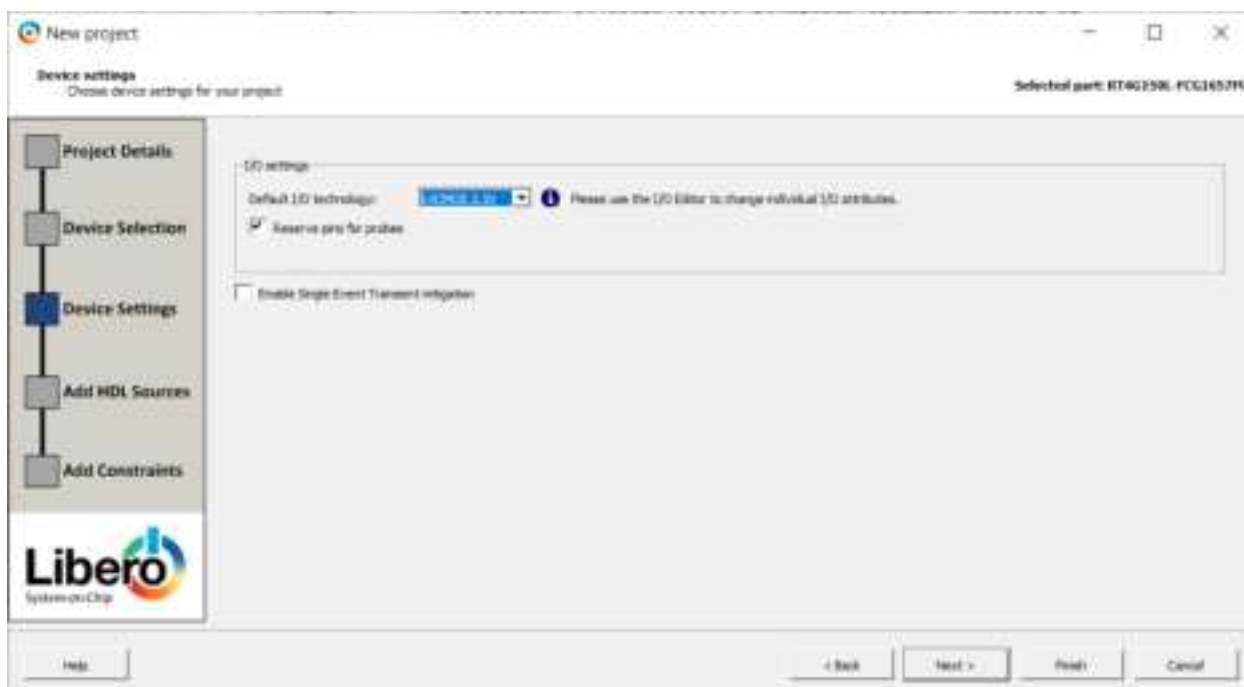 New project
Device settings
Choose device settings for your project
Selected part:
Project Details
Device Selection
Device Settings
Add HDL Sources
Add Constraints
I/O settings
Default I/O technology:
Please use the I/O Editor to change individual I/O attributes.
Reserve pins for probes
Enable Single Event Transient mitigation
Libero
System on Chip
Help
< Back
Next >
Finish
Cancel